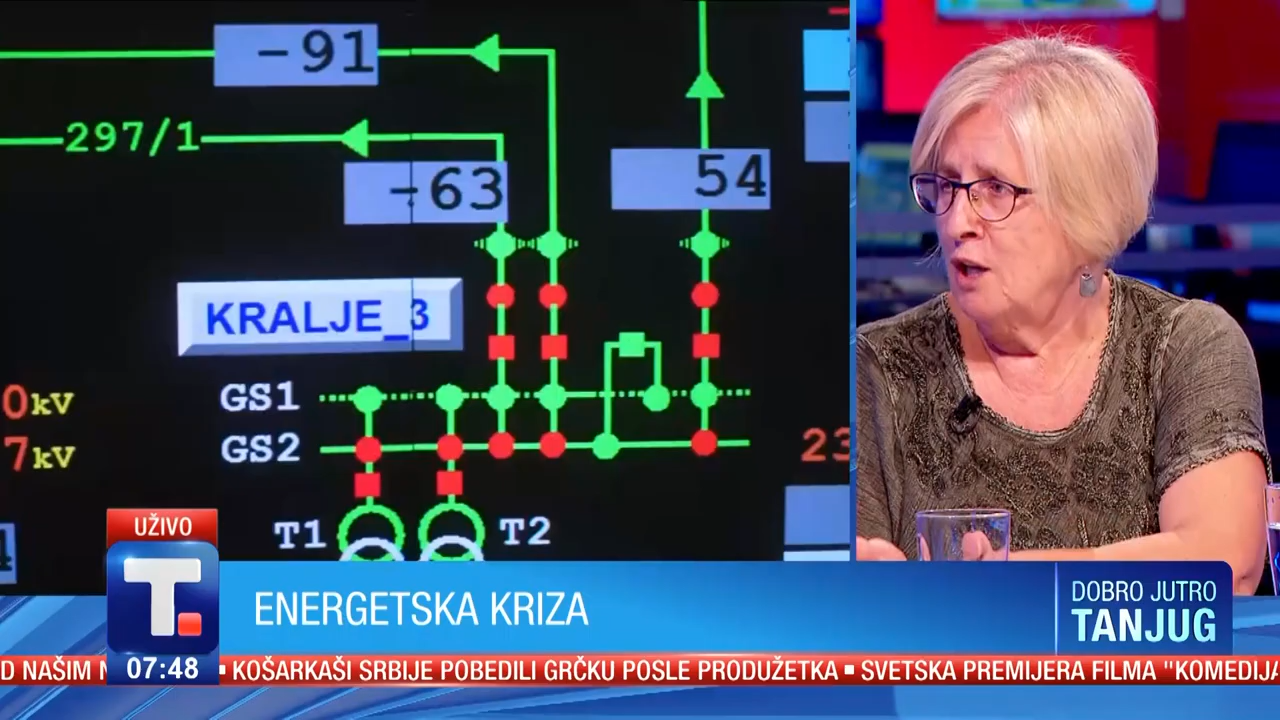 -91
297/1
-63
54
KRALJE_3
0kV
GS1
7kV
GS2
23
T1
T2
UŽIVO
T.
ENERGETSKA KRIZA
DOBRO JUTRO
TANJUG
07:48
D NAŠIM ▪ KOŠARKAŠI SRBIJE POBEDILI GRČKU POSLE PRODUŽETKA ▪ SVETSKA PREMIJERA FILMA "KOMEDIJA